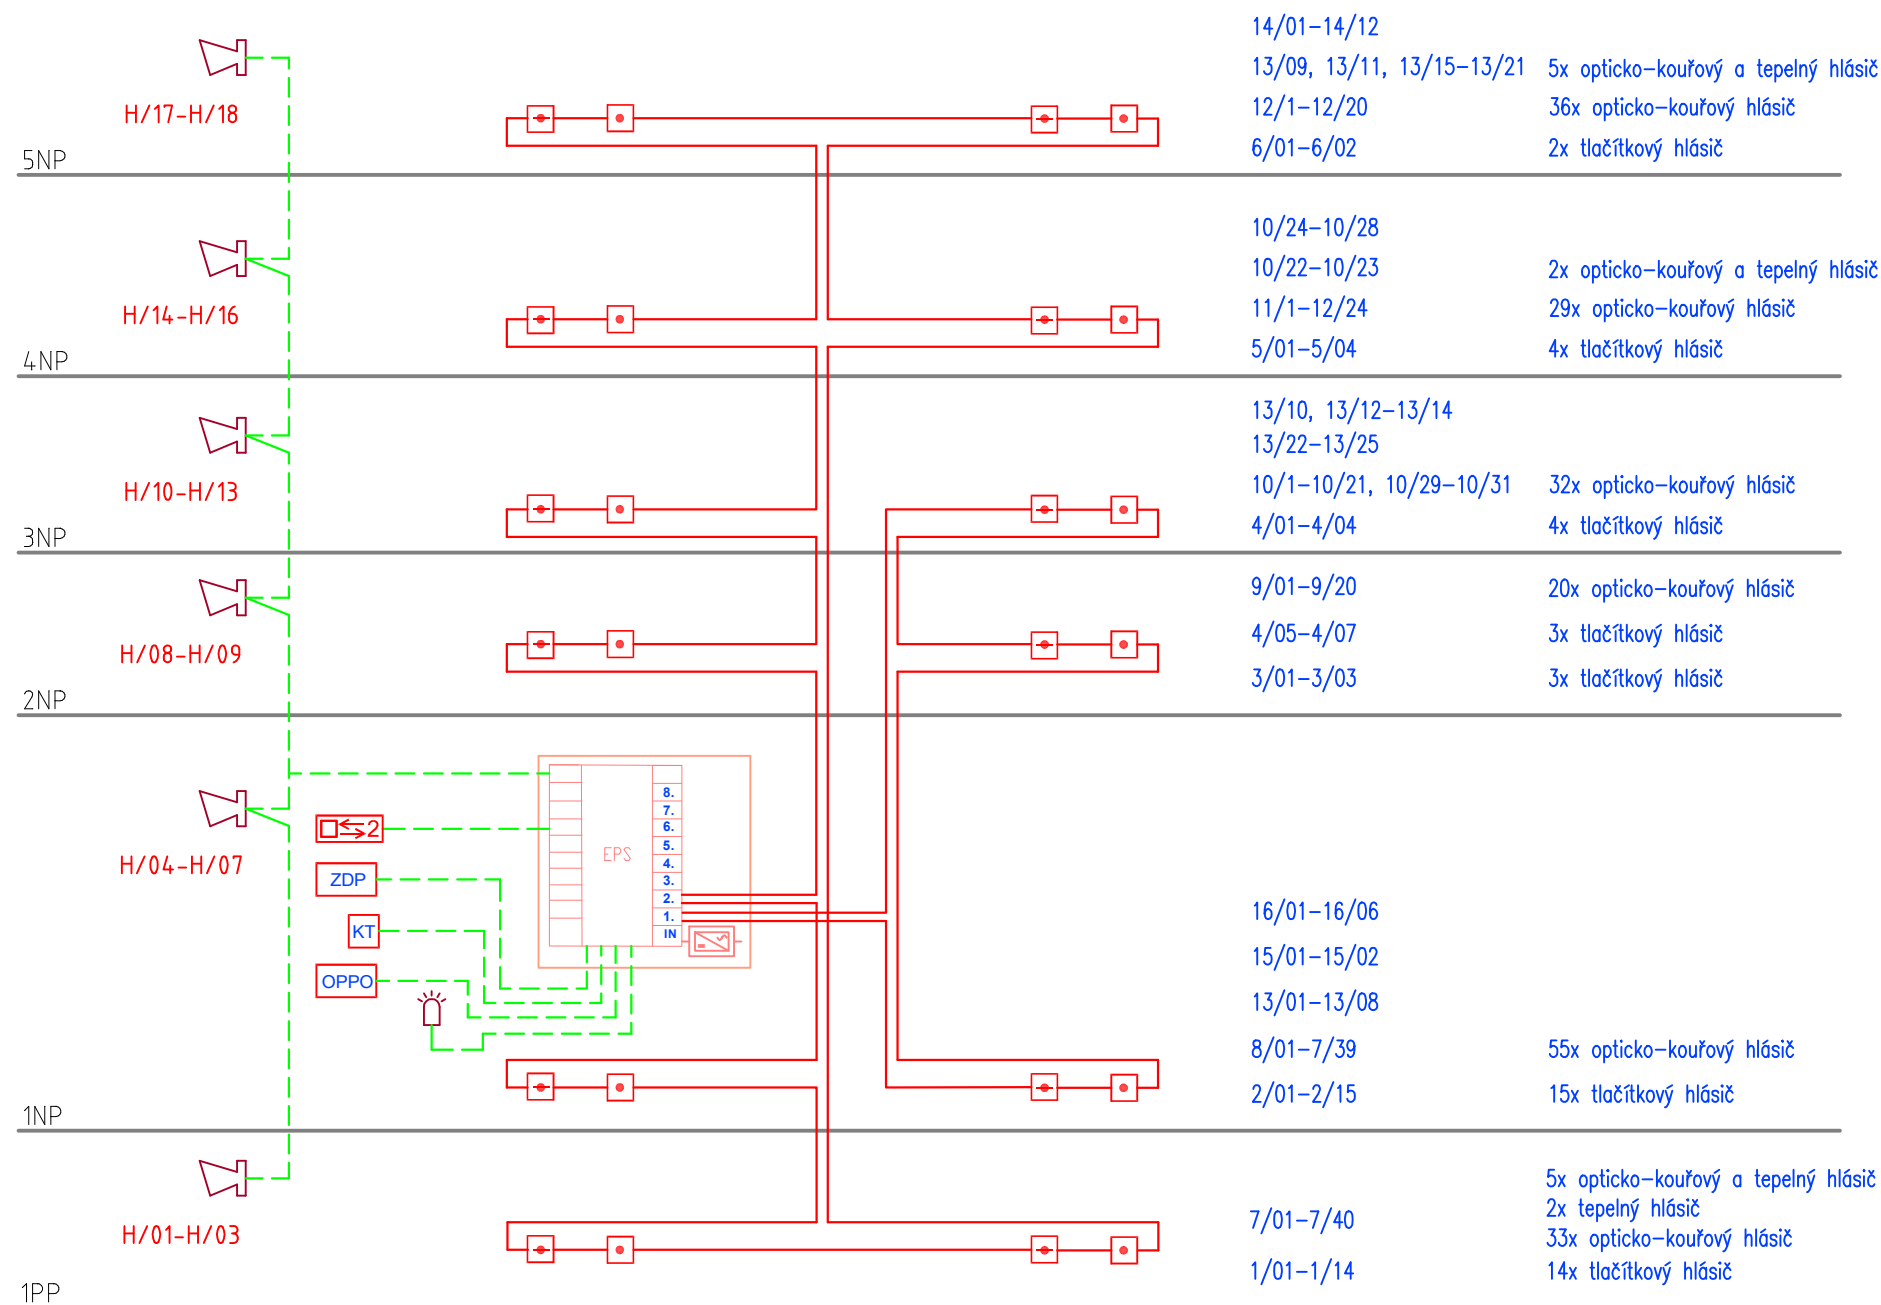 14/01-14/12
13/09, 13/11, 13/15-13/21 5x opticko-kouřový a tepelný hlásič
H/17-H/18
12/1-12/20 36x opticko-kouřový hlásič
5NP
6/01-6/02 2x tlačítkový hlásič
10/24-10/28
10/22-10/23 2x opticko-kouřový a tepelný hlásič
H/14-H/16
11/1-12/24 29x opticko-kouřový hlásič
4NP
5/01-5/04 4x tlačítkový hlásič
13/10, 13/12-13/14
13/22-13/25
H/10-H/13
10/1-10/21, 10/29-10/31 32x opticko-kouřový hlásič
3NP
4/01-4/04 4x tlačítkový hlásič
9/01-9/20 20x opticko-kouřový hlásič
H/08-H/09
4/05-4/07 3x tlačítkový hlásič
2NP
3/01-3/03 3x tlačítkový hlásič
8.
7.
6.
5.
4.
3.
2.
1.
IN
EPS
2
H/04-H/07
ZDP
KT
OPPO
16/01-16/06
15/01-15/02
13/01-13/08
8/01-7/39 55x opticko-kouřový hlásič
2/01-2/15 15x tlačítkový hlásič
1NP
5x opticko-kouřový a tepelný hlásič
2x tepelný hlásič
H/01-H/03
7/01-7/40
33x opticko-kouřový hlásič
1/01-1/14 14x tlačítkový hlásič
1PP